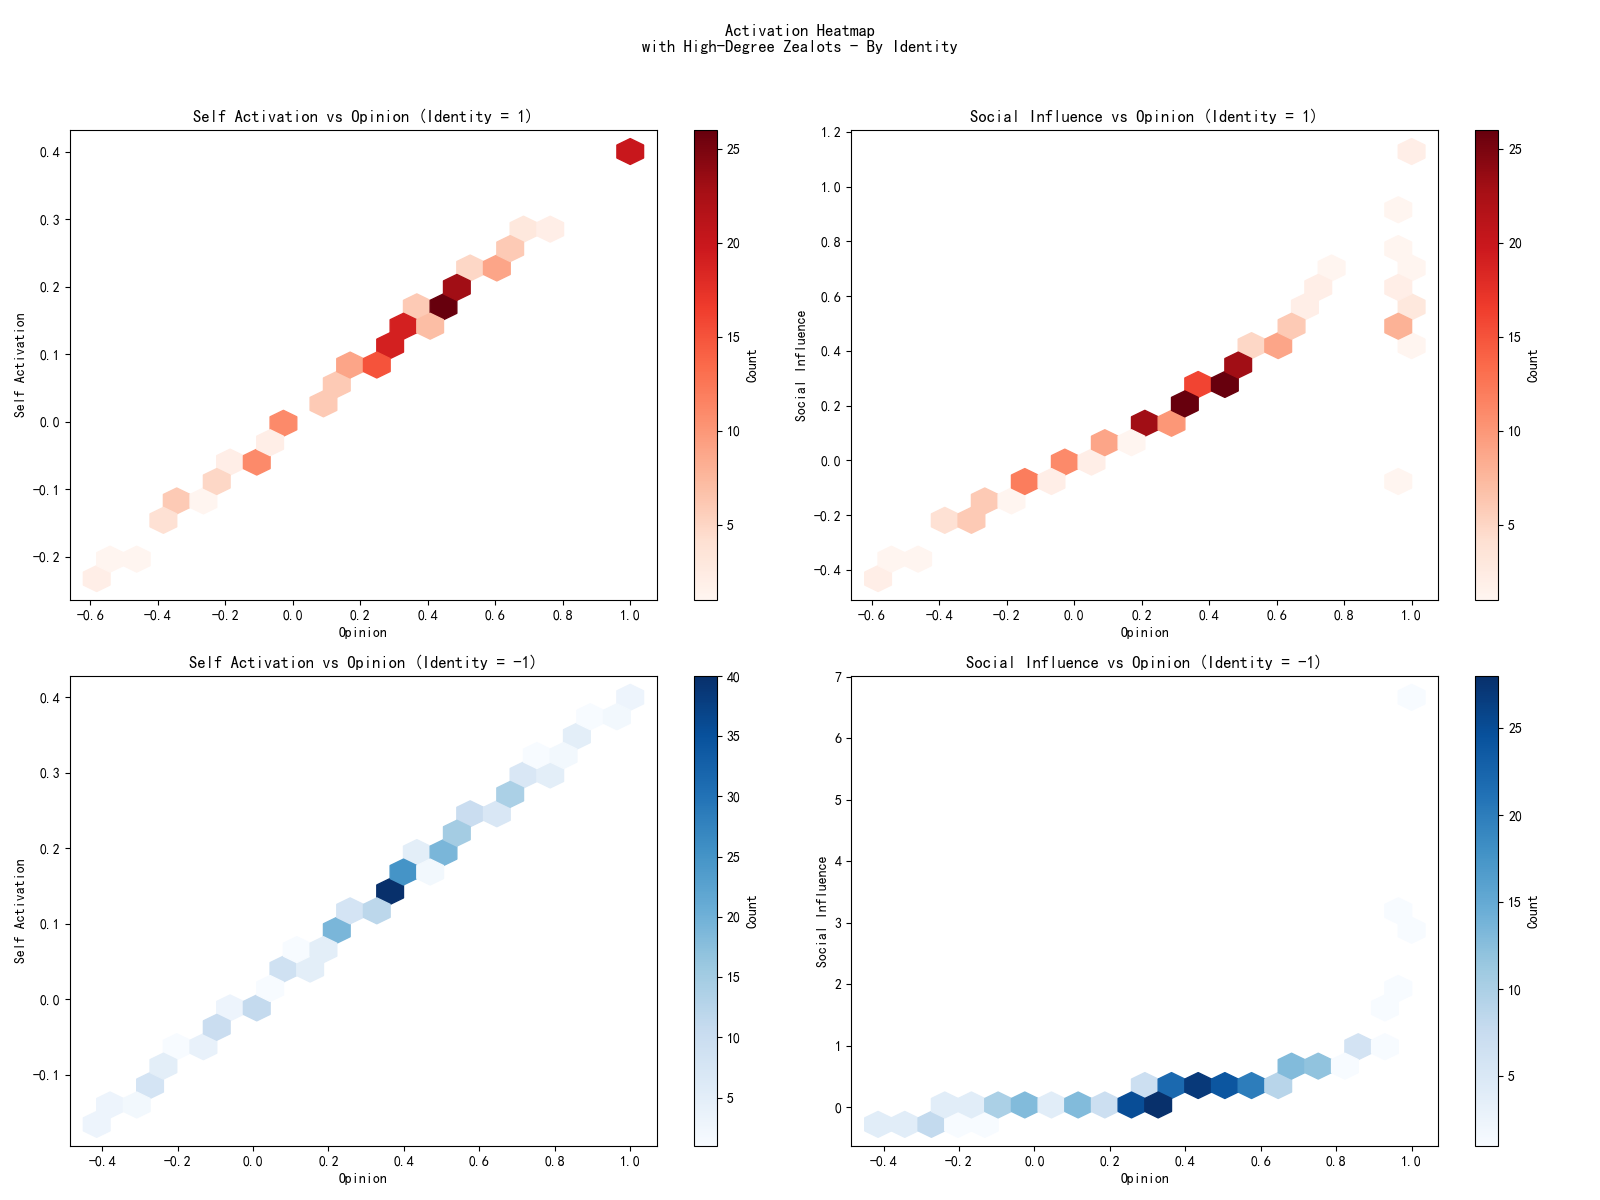 Activation Heatmap
with High-Degree Zealots - By Identity
Self Activation vs Opinion (Identity = 1)
0.4
0.3
0.2
0.1
0.0
-0.1
-0.2
Self Activation
-0.6 -0.4 -0.2 0.0 0.2 0.4 0.6 0.8 1.0
Opinion
25
20
15
10
5
Count
Social Influence vs Opinion (Identity = 1)
1.2
1.0
0.8
0.6
0.4
0.2
0.0
-0.2
-0.4
Social Influence
-0.6 -0.4 -0.2 0.0 0.2 0.4 0.6 0.8 1.0
Opinion
25
20
15
10
5
Count
Self Activation vs Opinion (Identity = -1)
0.4
0.3
0.2
0.1
0.0
-0.1
Self Activation
-0.4 -0.2 0.0 0.2 0.4 0.6 0.8 1.0
Opinion
40
35
30
25
20
15
10
5
Count
Social Influence vs Opinion (Identity = -1)
7
6
5
4
3
2
1
0
Social Influence
-0.4 -0.2 0.0 0.2 0.4 0.6 0.8 1.0
Opinion
25
20
15
10
5
Count